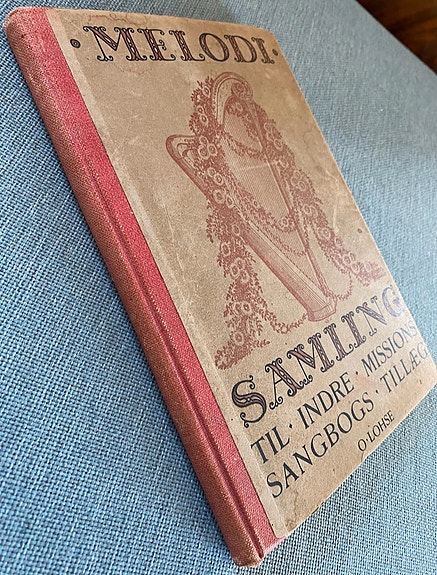 · MELODI ·
SAMLING
TIL · INDRE · MISSIONS
SANGBOGS · TILLÆG
O · LOHSE